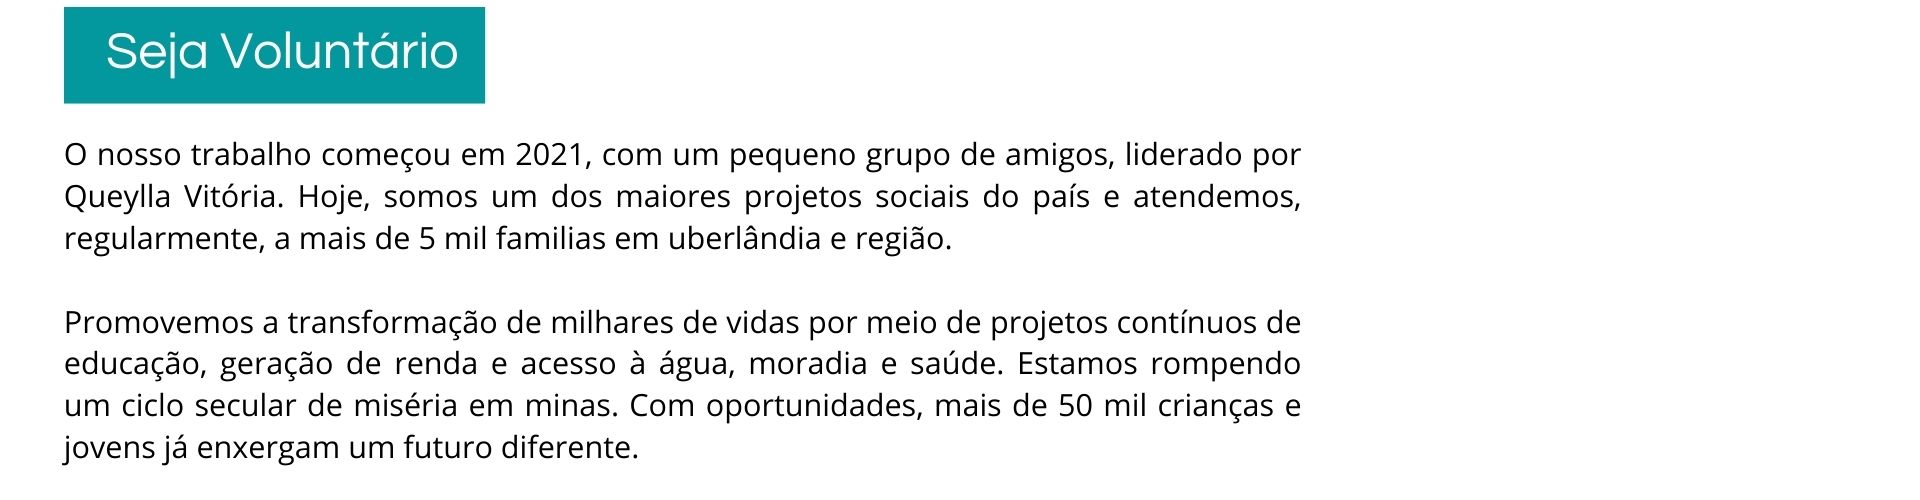 Seja Voluntário
O nosso trabalho começou em 2021, com um pequeno grupo de amigos, liderado por
Queylla Vitória. Hoje, somos um dos maiores projetos sociais do país e atendemos,
regularmente, a mais de 5 mil familias em uberlândia e região.
Promovemos a transformação de milhares de vidas por meio de projetos contínuos de
educação, geração de renda e acesso à água, moradia e saúde. Estamos rompendo
um ciclo secular de miséria em minas. Com oportunidades, mais de 50 mil crianças e
jovens já enxergam um futuro diferente.